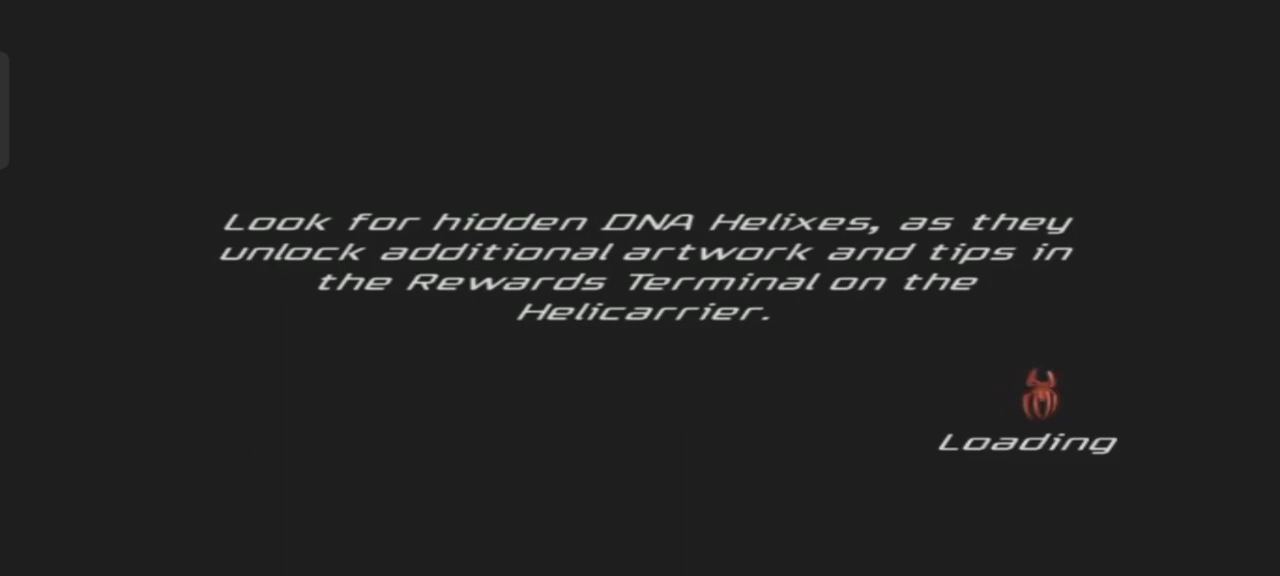 Look for hidden DNA Helixes, as they
unlock additional artwork and tips in
the Rewards Terminal on the
Helicarrier.
Loading